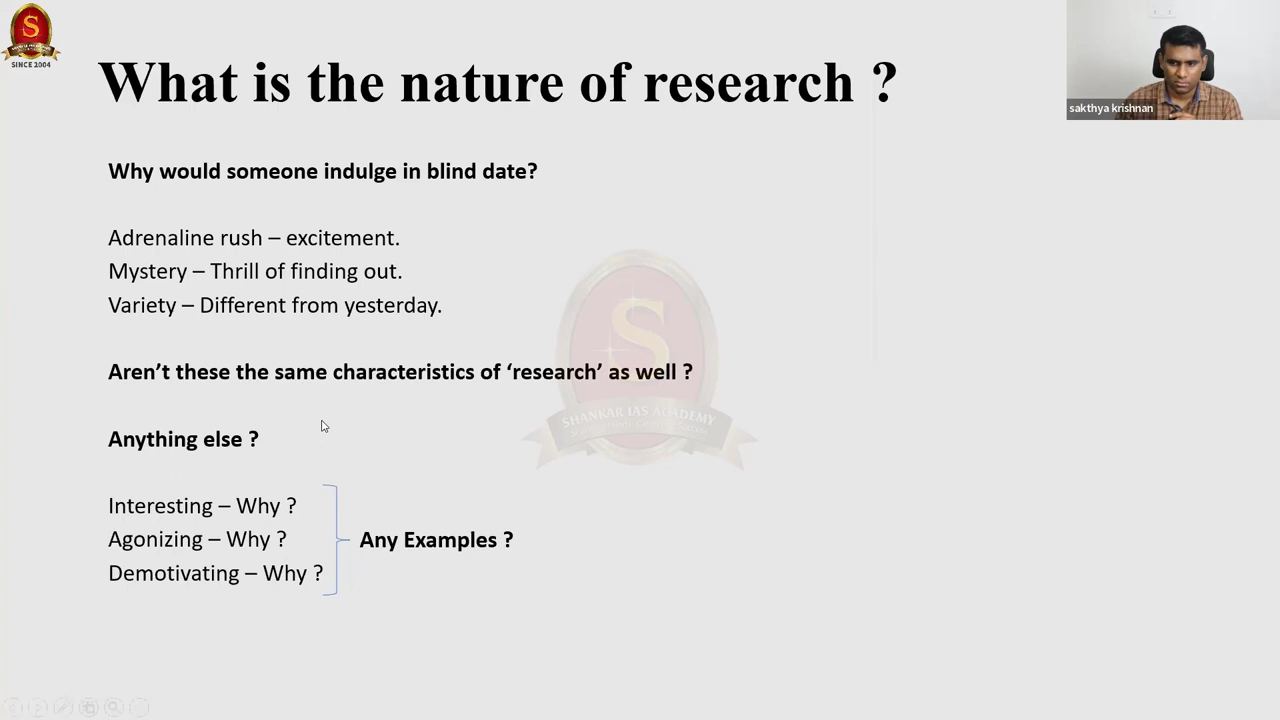 S
SINCE 2004
What is the nature of research ?
sakthya krishnan
Why would someone indulge in blind date?
Adrenaline rush – excitement.
Mystery – Thrill of finding out.
Variety – Different from yesterday.
Aren’t these the same characteristics of ‘research’ as well ?
S
SHANKAR IAS ACADEMY
Anything else ?
Interesting – Why ?
Agonizing – Why ?
Demotivating – Why ?
Any Examples ?